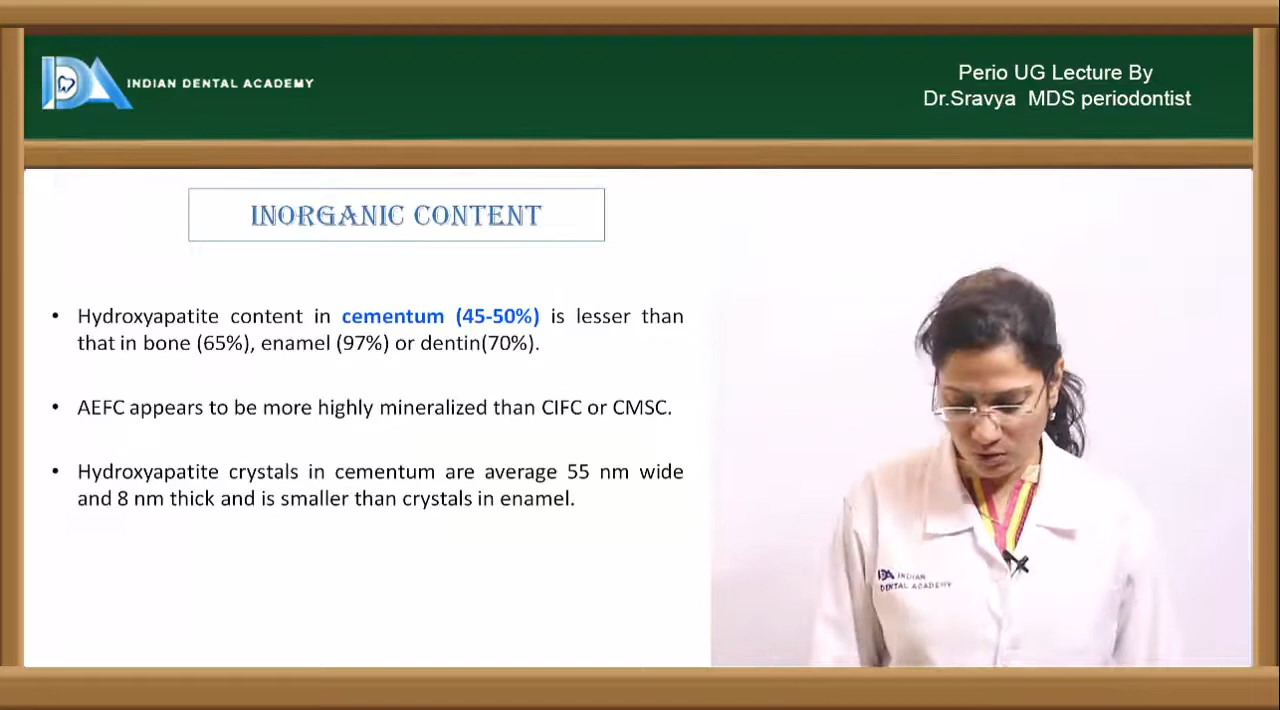 INDIAN DENTAL ACADEMY
Perio UG Lecture By
Dr.Sravya MDS periodontist
INORGANIC CONTENT
• Hydroxyapatite content in cementum (45-50%) is lesser than
that in bone (65%), enamel (97%) or dentin(70%).
• AEFC appears to be more highly mineralized than CIFC or CMSC.
• Hydroxyapatite crystals in cementum are average 55 nm wide
and 8 nm thick and is smaller than crystals in enamel.
INDIAN
DENTAL ACADEMY